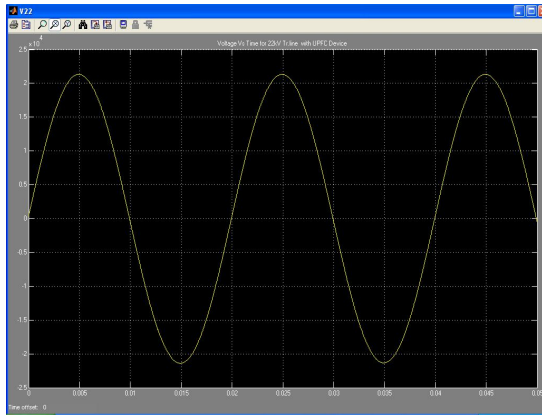 V22
Voltage Vs Time for 22kV Tr.line with UPFC Device
x 10
4
2.5
2
1.5
1
0.5
0
-0.5
-1
-1.5
-2
-2.5
0 0.005 0.01 0.015 0.02 0.025 0.03 0.035 0.04 0.045 0.05
Time offset: 0